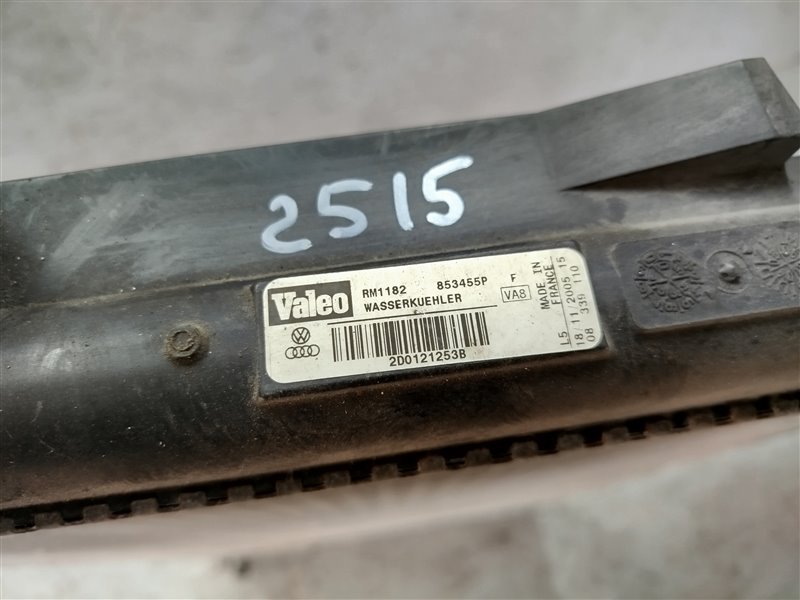 2515
Valeo RM1182 853455P F
WASSERKUEHLER VA8
2D0121253B
MADE IN
FRANCE
L5 18/11/2005 15
08 339 110